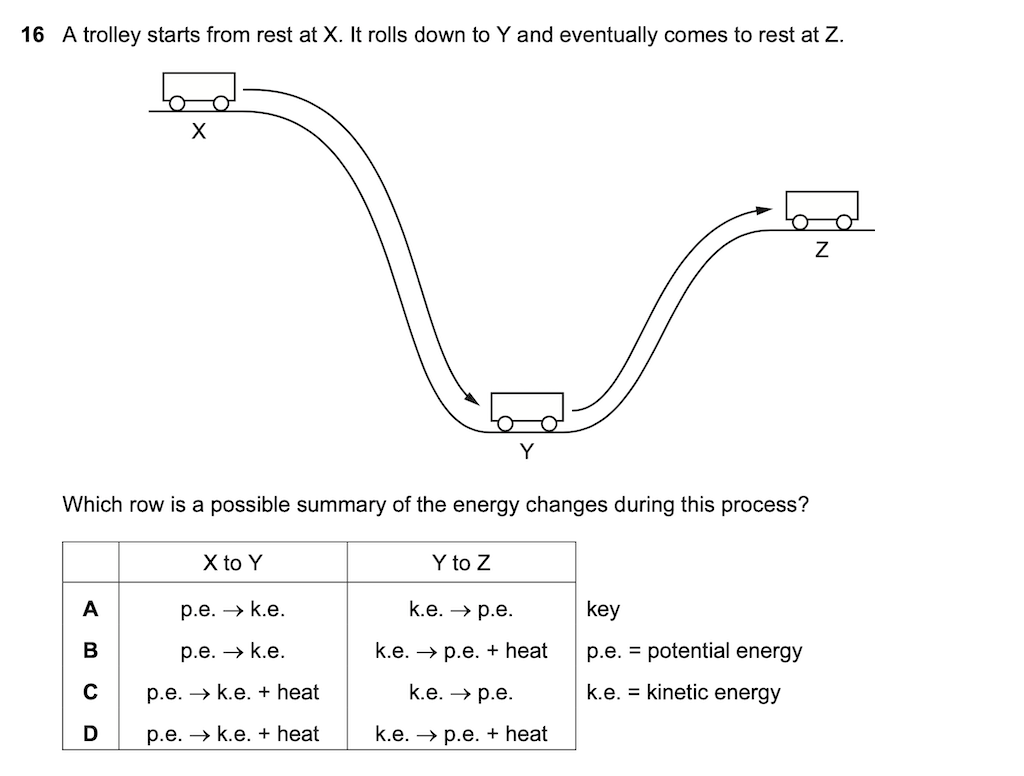 16 A trolley starts from rest at X. It rolls down to Y and eventually comes to rest at Z.
X
Z
Y
Which row is a possible summary of the energy changes during this process?
X to Y Y to Z
A p.e. → k.e. k.e. → p.e. key
B p.e. → k.e. k.e. → p.e. + heat p.e. = potential energy
C p.e. → k.e. + heat k.e. → p.e. k.e. = kinetic energy
D p.e. → k.e. + heat k.e. → p.e. + heat